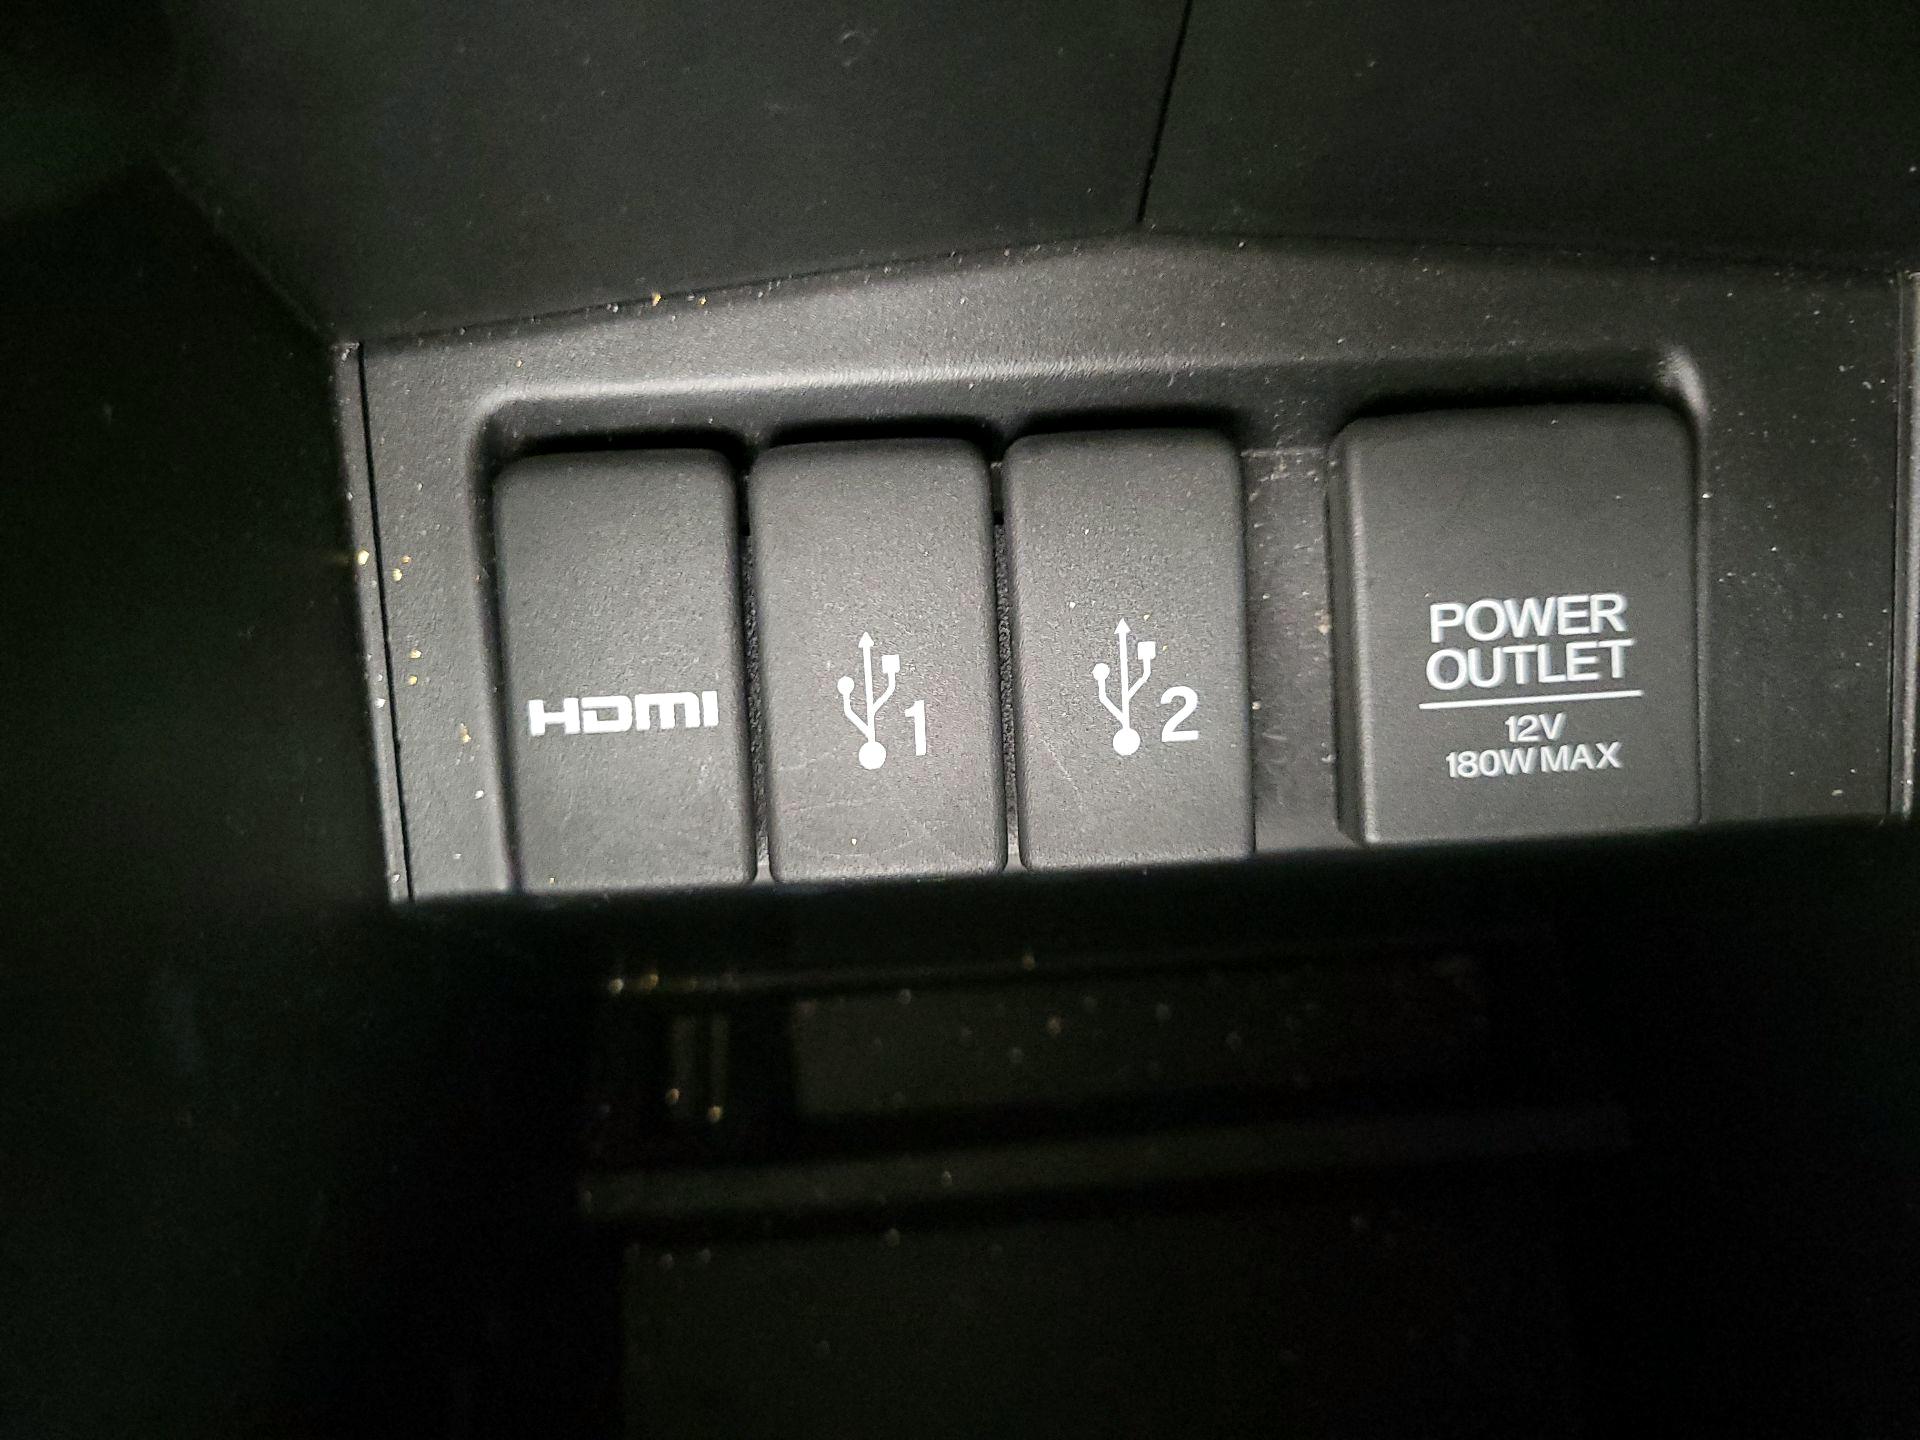 HDMI
1
2
POWER
OUTLET
12V
180W MAX